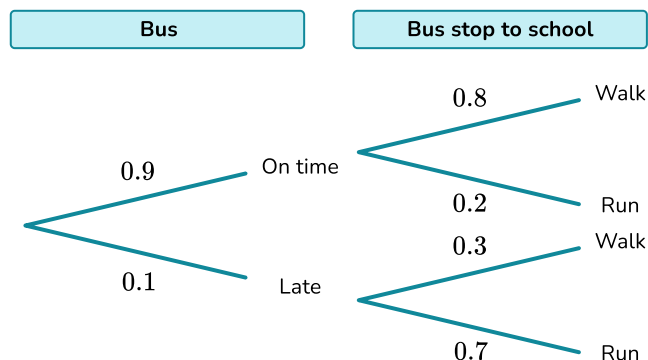 Bus
Bus stop to school
0.8
Walk
0.9
On time
0.2
Run
0.3
Walk
0.1
Late
0.7
Run